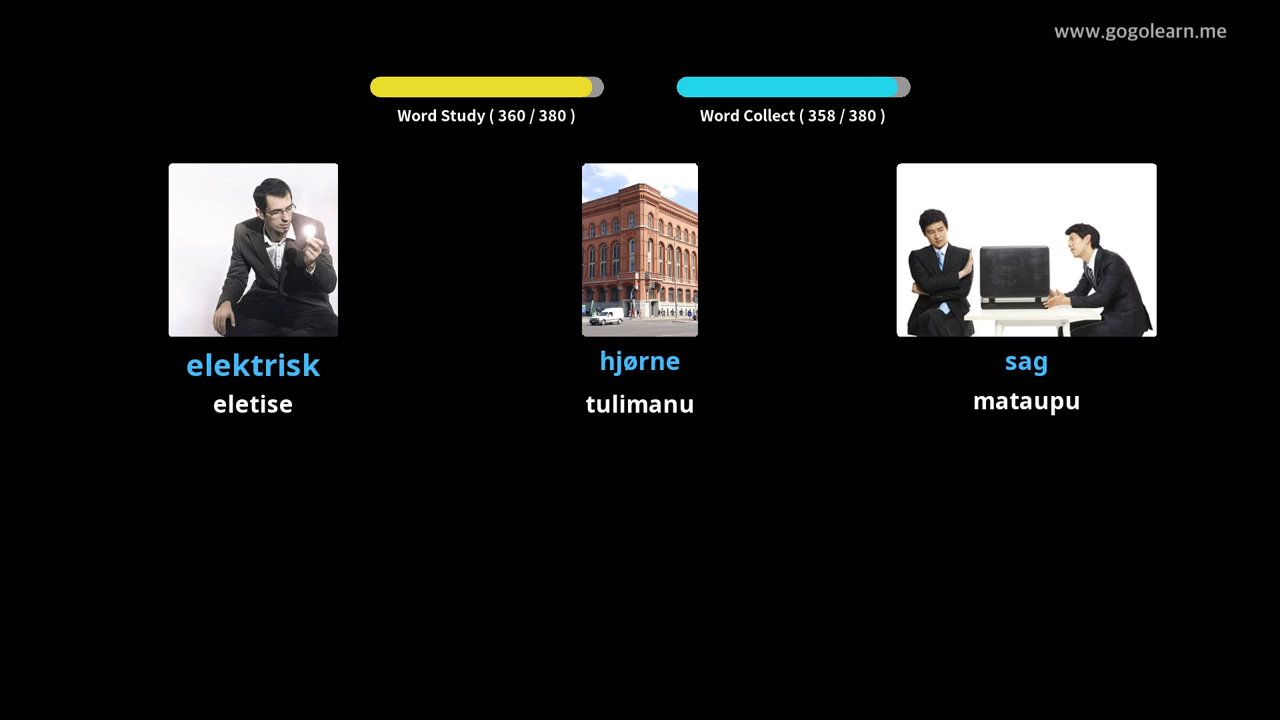 www.gogolearn.me
Word Study ( 360 / 380 )
Word Collect ( 358 / 380 )
elektrisk
eletise
hjørne
tulimanu
sag
mataupu